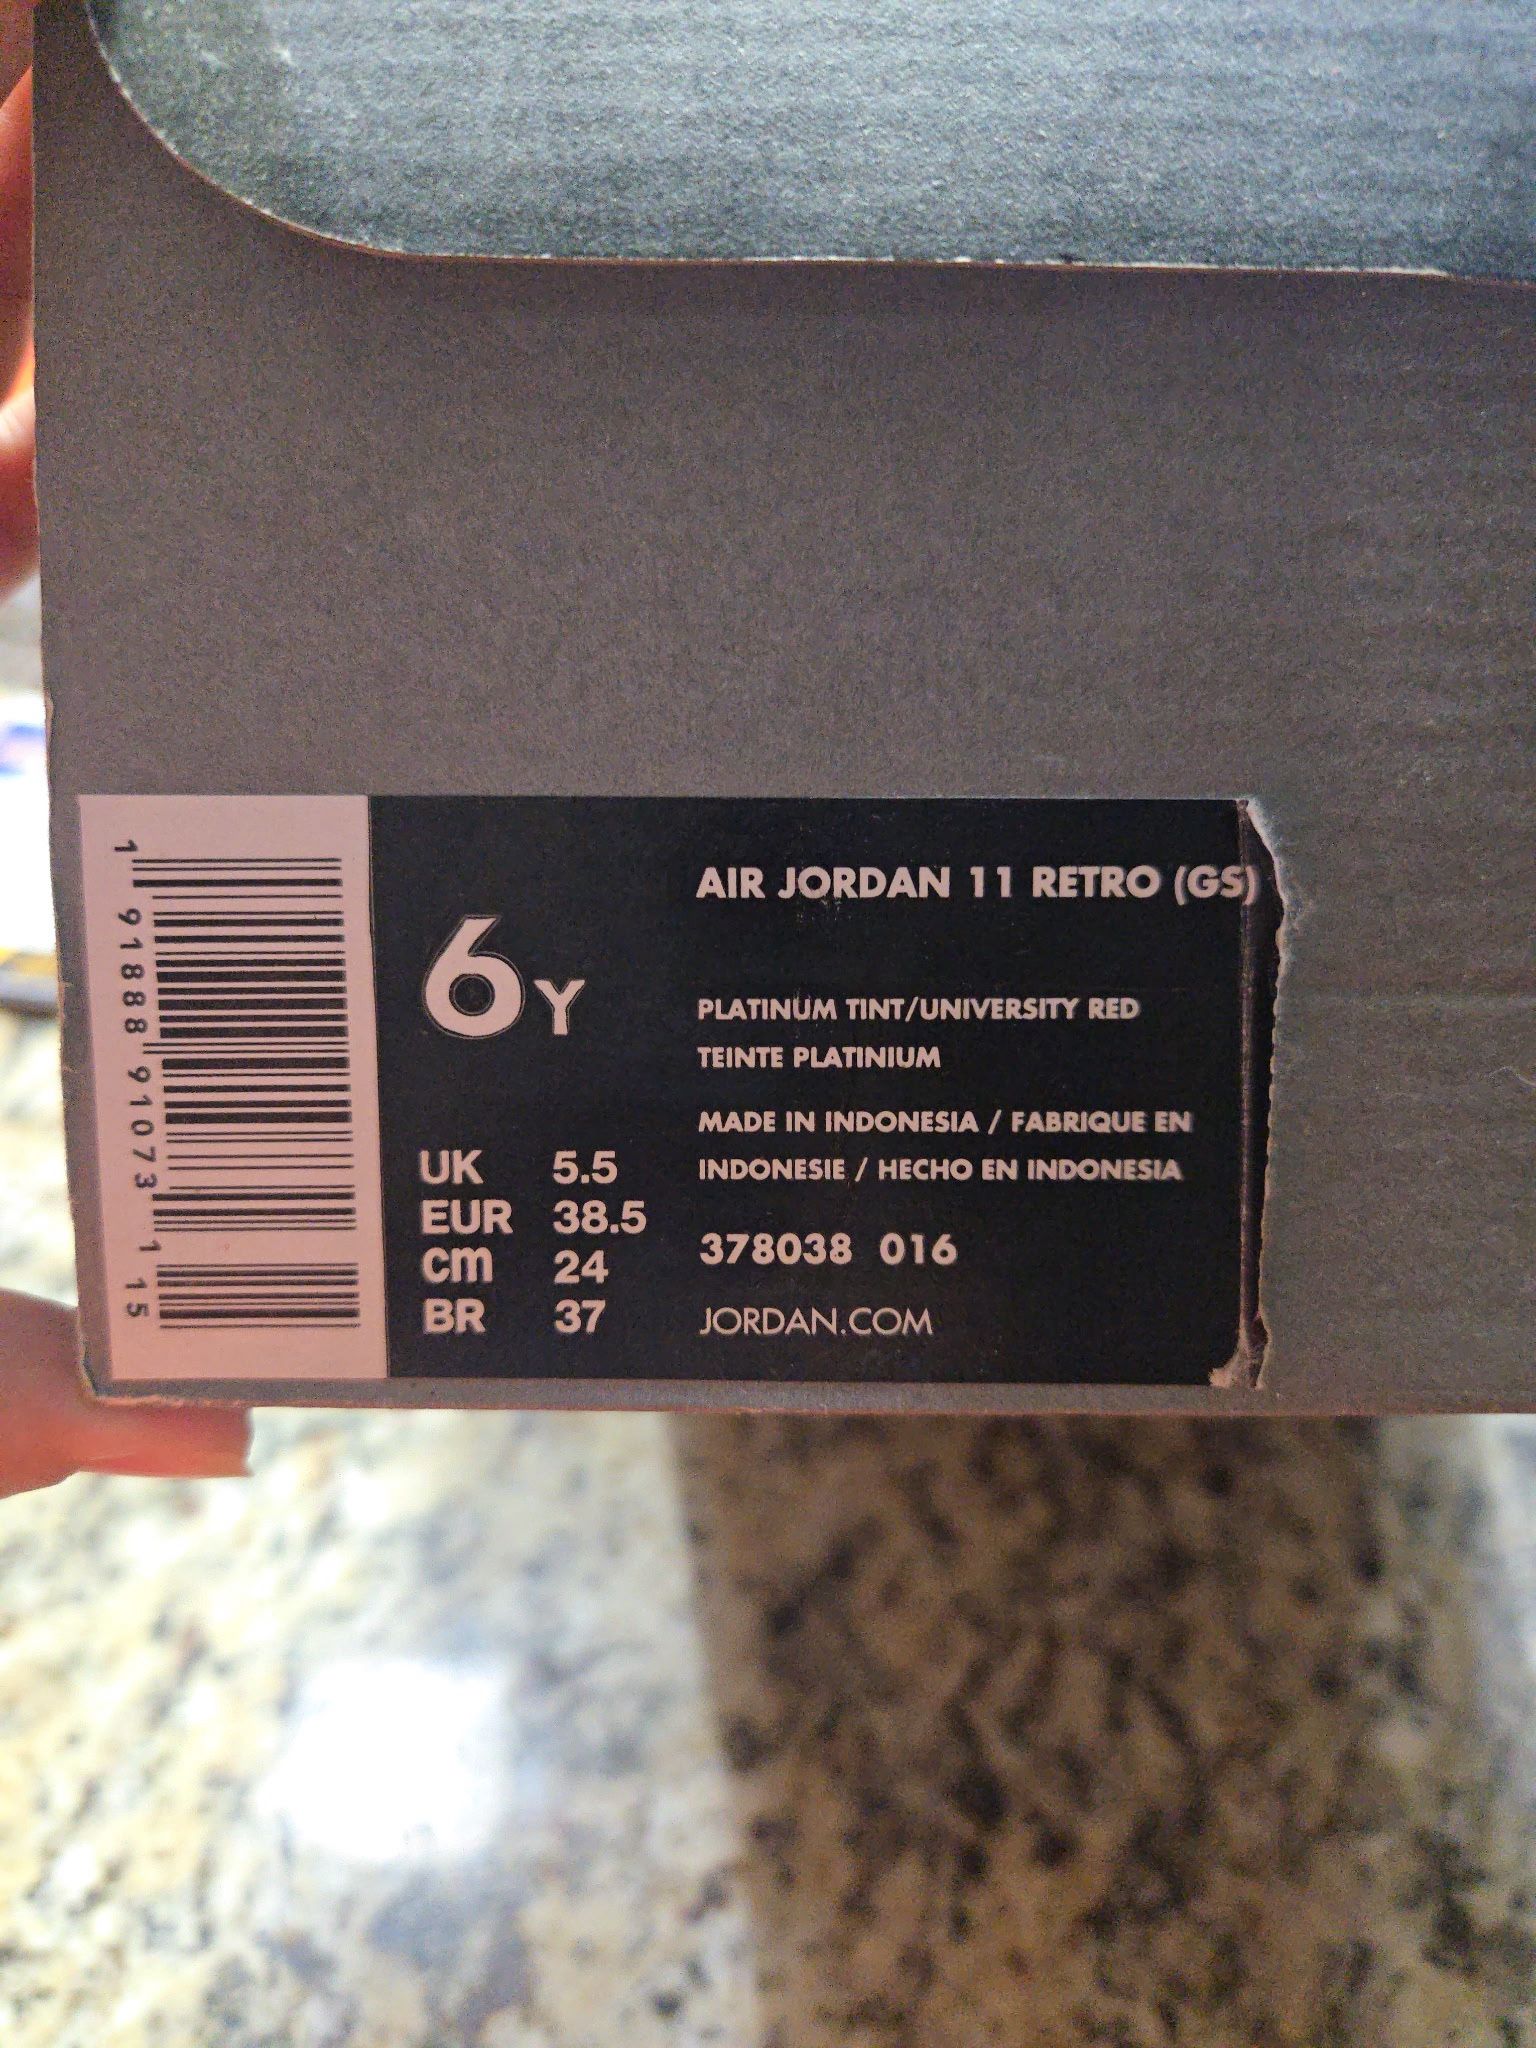 1 91888 91073 1 15
6Y
UK 5.5
EUR 38.5
cm 24
BR 37
AIR JORDAN 11 RETRO (GS)
PLATINUM TINT/UNIVERSITY RED
TEINTE PLATINIUM
MADE IN INDONESIA / FABRIQUE EN
INDONESIE / HECHO EN INDONESIA
378038 016
JORDAN.COM